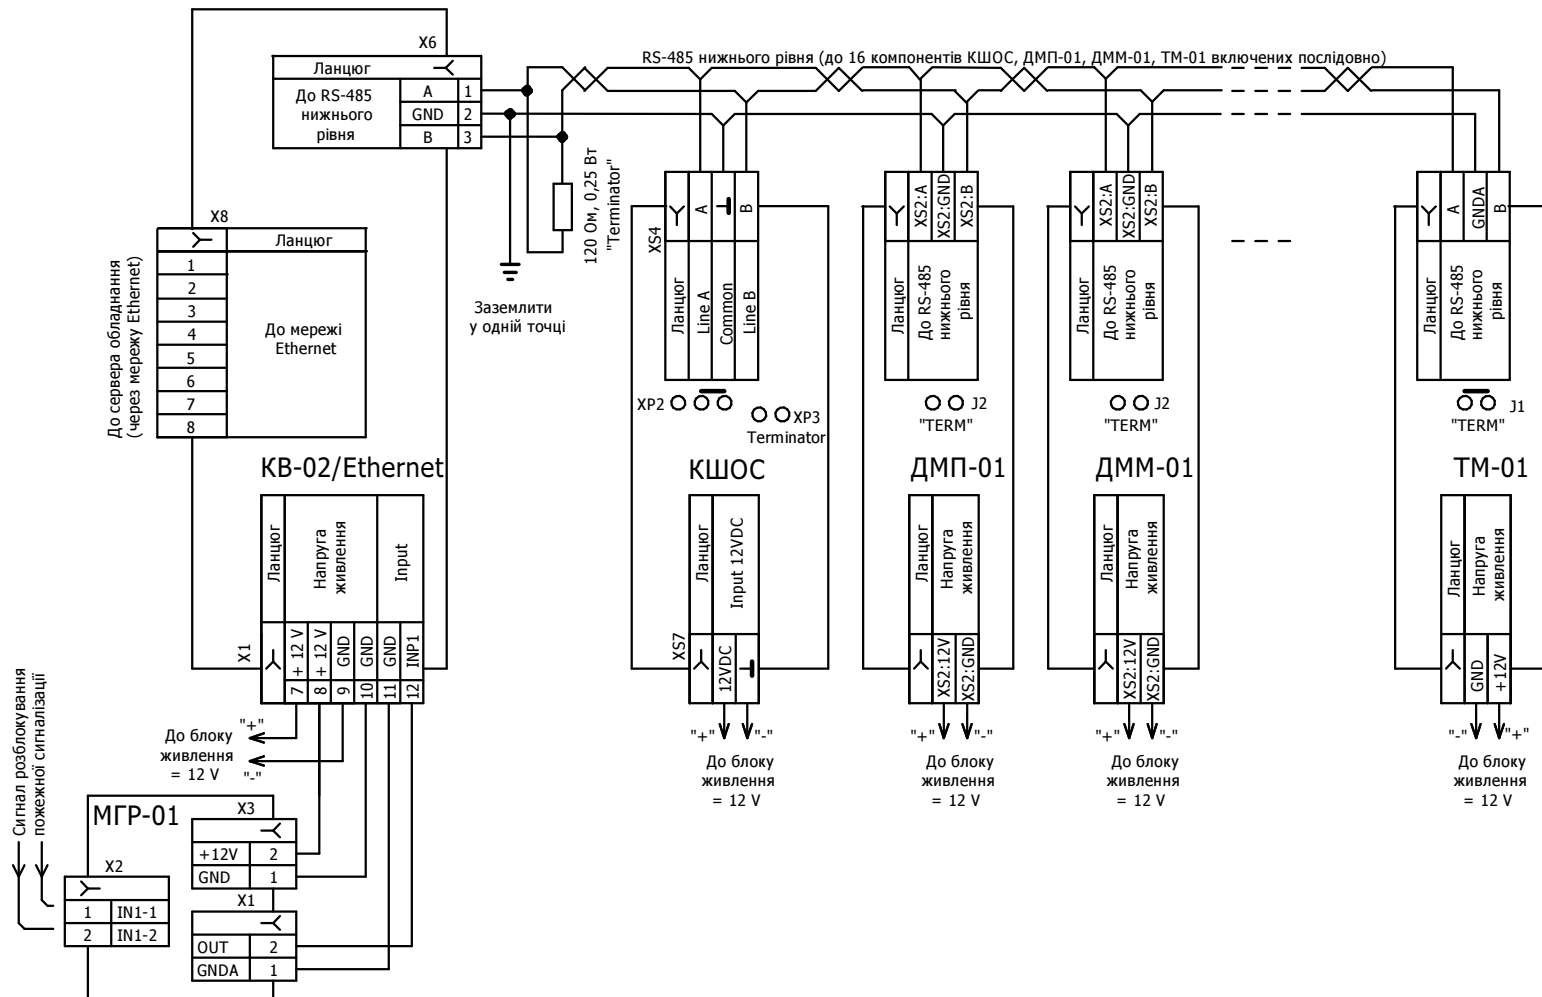 X6
Ланцюг
До RS-485
нижнього
рівня
A
1
GND
2
B
3
RS-485 нижнього рівня (до 16 компонентів КШОС, ДМП-01, ДММ-01, ТМ-01 включених послідовно)
120 Ом, 0,25 Вт
"Terminator"
Заземлити
у одній точці
X8
Ланцюг
1
2
3
4
5
6
7
8
До мережі
Ethernet
До сервера обладнання
(через мережу Ethernet)
КВ-02/Ethernet
X1
Ланцюг
Напруга
живлення
Input
7
+ 12 V
8
+ 12 V
9
GND
10
GND
11
GND
12
INP1
"+"
До блоку
живлення
= 12 V
"-"
Сигнал розблокування
пожежної сигналізації
МГР-01
X2
1
IN1-1
2
IN1-2
X3
+12V
2
GND
1
X1
OUT
2
GNDA
1
XS4
A
B
Ланцюг
Line A
Common
Line B
XP2
XP3
Terminator
КШОС
XS7
Ланцюг
Input 12VDC
12VDC
"+"
"-"
До блоку
живлення
= 12 V
XS2:A
XS2:GND
XS2:B
Ланцюг
До RS-485
нижнього
рівня
J2
"TERM"
ДМП-01
Ланцюг
Напруга
живлення
XS2:12V
XS2:GND
"+"
"-"
До блоку
живлення
= 12 V
XS2:A
XS2:GND
XS2:B
Ланцюг
До RS-485
нижнього
рівня
J2
"TERM"
ДММ-01
Ланцюг
Напруга
живлення
XS2:12V
XS2:GND
"+"
"-"
До блоку
живлення
= 12 V
A
GNDA
B
Ланцюг
До RS-485
нижнього
рівня
J1
"TERM"
ТМ-01
Ланцюг
Напруга
живлення
GND
+12V
"-"
"+"
До блоку
живлення
= 12 V